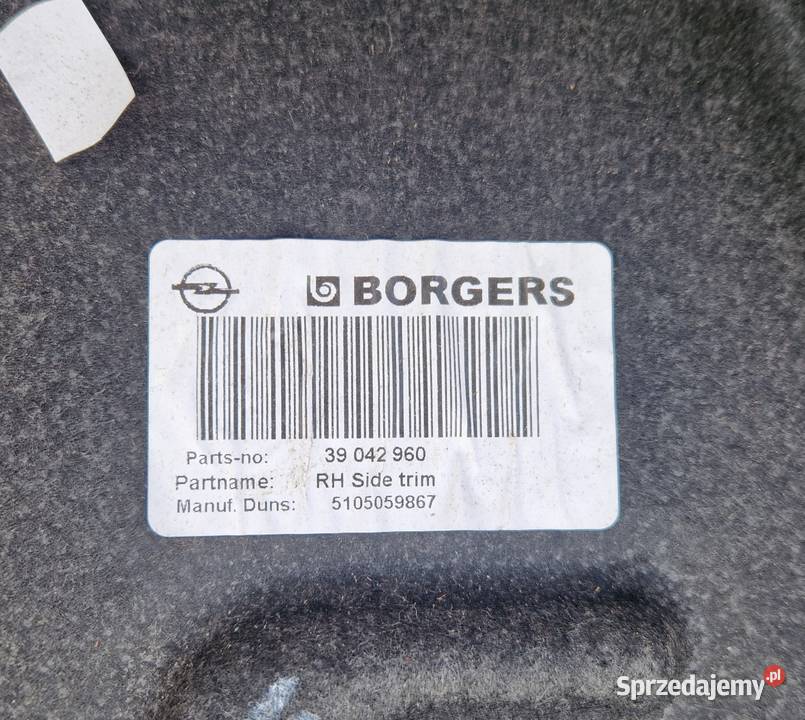 BORGERS
Parts-no: 39 042 960
Partname: RH Side trim
Manuf. Duns: 5105059867
Sprzedajemy.pl